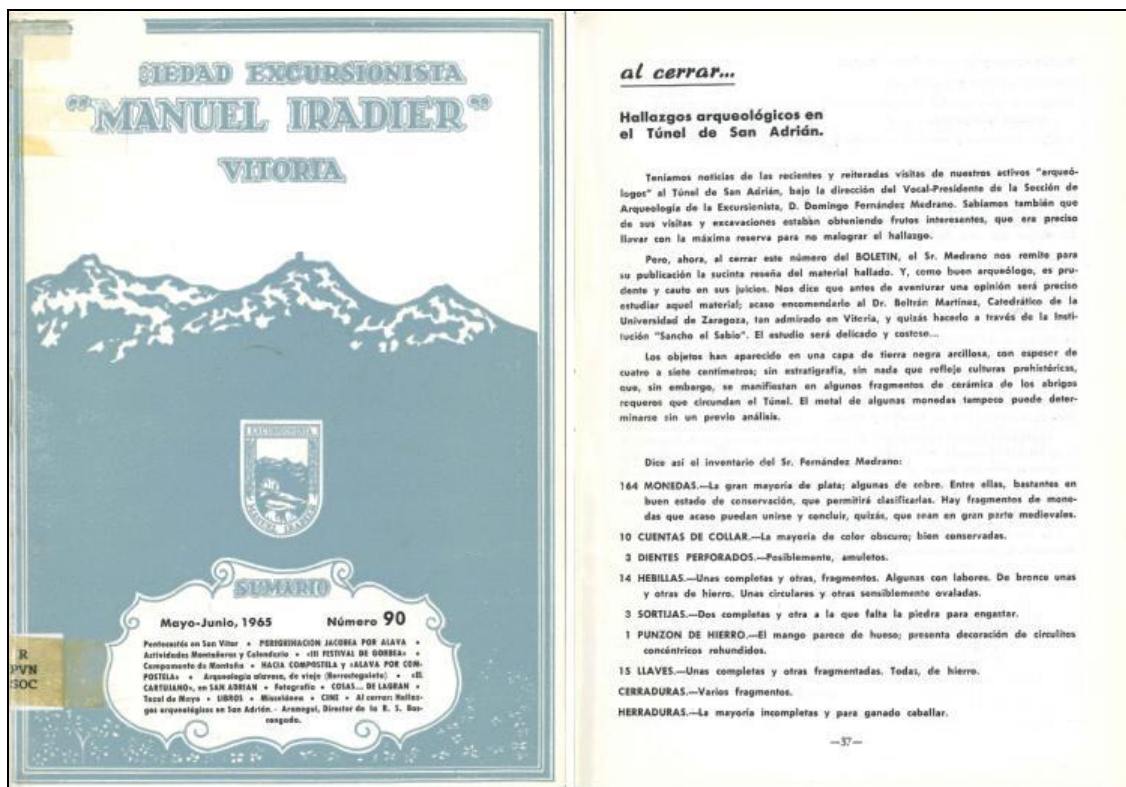 CIEDAD EXCURSIONISTA
"MANUEL IRADIER"
VITORIA
EXCURSIONISTA
MANUEL IRADIER
SUMARIO
Mayo-Junio, 1965 Número 90
Pentecostés en San Vitor • PEREGRINACION JACOBEA POR ALAVA
Actividades Montañeras y Calendario • «III FESTIVAL DE GORBEA» •
Campamento de Montaña • HACIA COMPOSTELA y «ALAVA POR COM-
POSTELA» • Arqueología alavesa, de viaje (Berrosteguieta) • «EL
CARTUJANO», en SAN ADRIAN • Fotografía • COSAS... DE LAGRAN •
Tocal de Mayo • LIBROS • Miscelánea • CINE • Al cerrar: Hallaz-
gos arqueológicos en San Adrián. - Aranegui, Director de la R. S. Bas-
congada.
R
PVN
SOC
al cerrar...
Hallazgos arqueológicos en
el Túnel de San Adrián.
Teníamos noticias de las recientes y reiteradas visitas de nuestros activos "arqueó-
logos" al Túnel de San Adrián, bajo la dirección del Vocal-Presidente de la Sección de
Arqueología de la Excursionista, D. Domingo Fernández Medrano. Sabíamos también que
de sus visitas y excavaciones estaban obteniendo frutos interesantes, que era preciso
llevar con la máxima reserva para no malograr el hallazgo.
Pero, ahora, al cerrar este número del BOLETIN, el Sr. Medrano nos remite para
su publicación la sucinta reseña del material hallado. Y, como buen arqueólogo, es pru-
dente y cauto en sus juicios. Nos dice que antes de aventurar una opinión será preciso
estudiar aquel material; acaso encomendarlo al Dr. Beltrán Martínez, Catedrático de la
Universidad de Zaragoza, tan admirado en Vitoria, y quizás hacerlo a través de la Insti-
tución "Sancho el Sabio". El estudio será delicado y costoso...
Los objetos han aparecido en una capa de tierra negra arcillosa, con espesor de
cuatro a siete centímetros; sin estratigrafía, sin nada que refleje culturas prehistóricas,
que, sin embargo, se manifiestan en algunos fragmentos de cerámica de los abrigos
roqueros que circundan el Túnel. El metal de algunas monedas tampoco puede deter-
minarse sin un previo análisis.
Dice así el inventario del Sr. Fernández Medrano:
164 MONEDAS.—La gran mayoría de plata; algunas de cobre. Entre ellas, bastantes en
buen estado de conservación, que permitirá clasificarlas. Hay fragmentos de mone-
das que acaso puedan unirse y concluir, quizás, que sean en gran parte medievales.
10 CUENTAS DE COLLAR.—La mayoría de color obscuro; bien conservadas.
3 DIENTES PERFORADOS.—Posiblemente, amuletos.
14 HEBILLAS.—Unas completas y otras, fragmentos. Algunas con labores. De bronce unas
y otras de hierro. Unas circulares y otras sensiblemente ovaladas.
3 SORTIJAS.—Dos completas y otra a la que falta la piedra para engastar.
1 PUNZON DE HIERRO.—El mango parece de hueso; presenta decoración de circulitos
concéntricos rehundidos.
15 LLAVES.—Unas completas y otras fragmentadas. Todas, de hierro.
CERRADURAS.—Varios fragmentos.
HERRADURAS.—La mayoría incompletas y para ganado caballar.
—37—